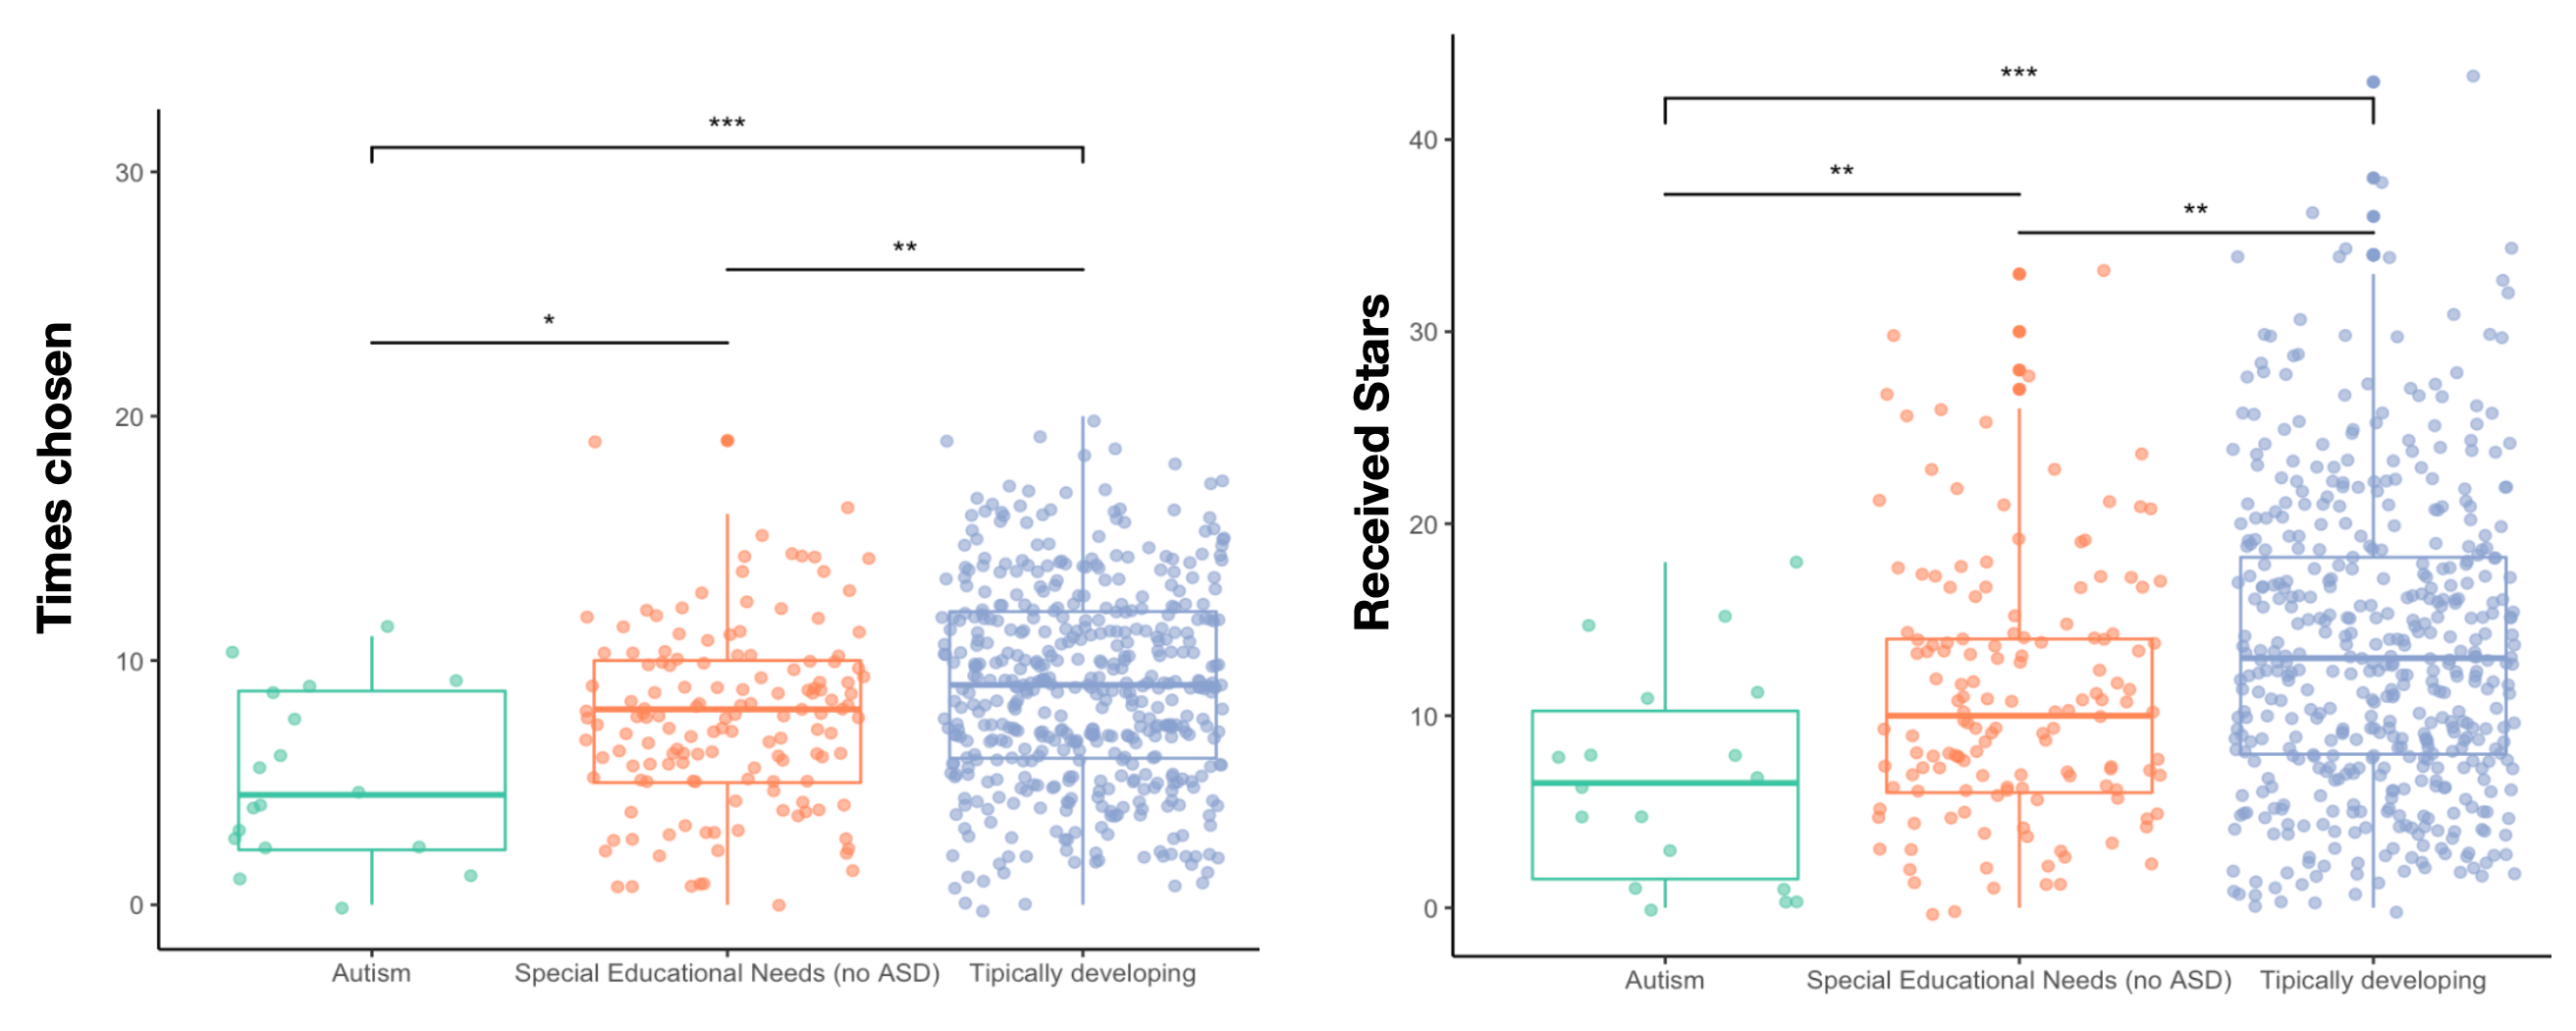 Times chosen
30
20
10
0
***
**
*
Autism
Special Educational Needs (no ASD)
Tipically developing
Received Stars
40
30
20
10
0
***
**
**
Autism
Special Educational Needs (no ASD)
Tipically developing